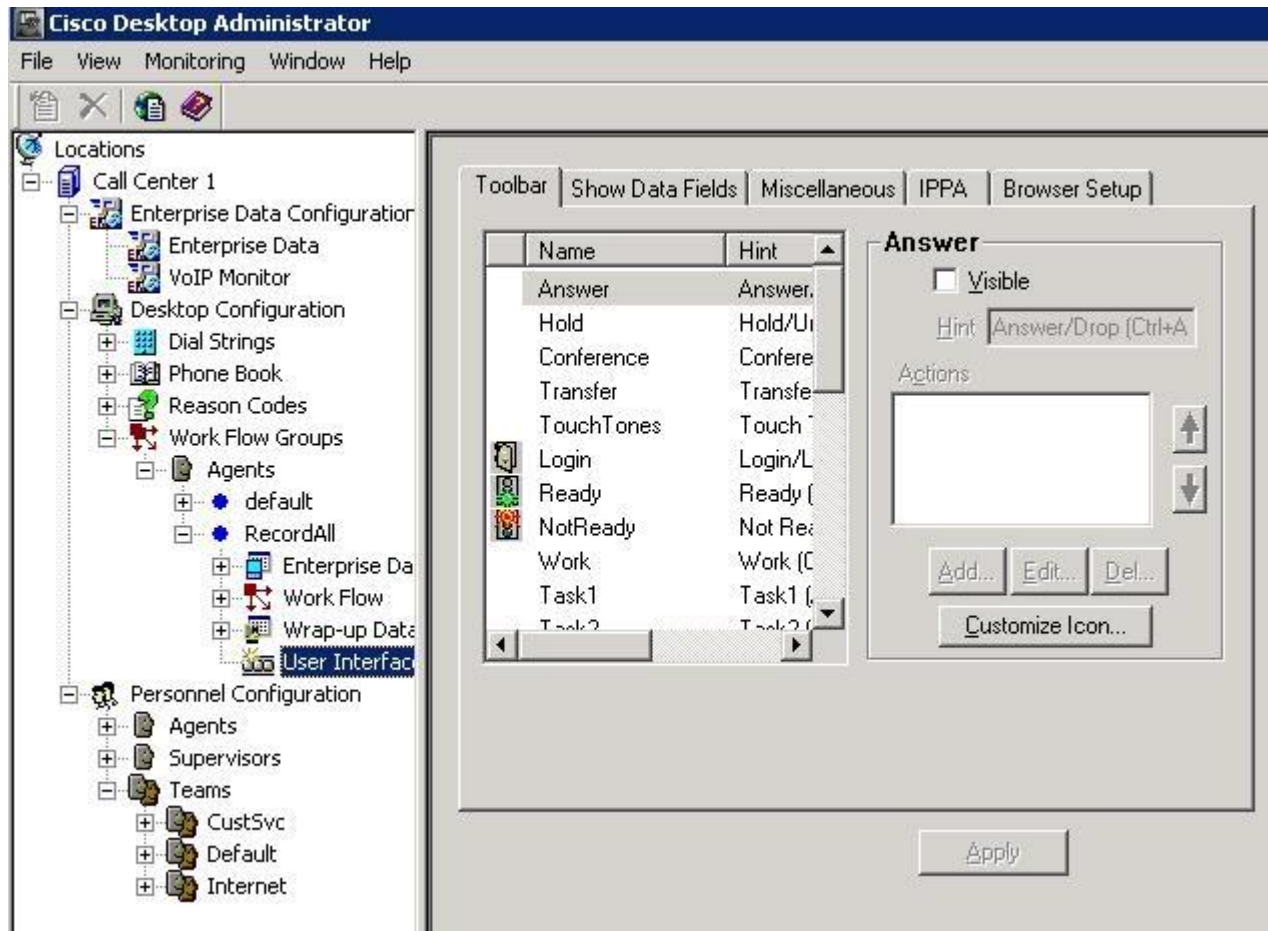 Cisco Desktop Administrator
File View Monitoring Window Help
Locations
Call Center 1
Enterprise Data Configuration
Enterprise Data
VoIP Monitor
Desktop Configuration
Dial Strings
Phone Book
Reason Codes
Work Flow Groups
Agents
default
RecordAll
Enterprise Da
Work Flow
Wrap-up Data
User Interfac
Personnel Configuration
Agents
Supervisors
Teams
CustSvc
Default
Internet
Toolbar Show Data Fields Miscellaneous IPPA Browser Setup
Name Hint
Answer Answer.
Hold Hold/Un
Conference Confere
Transfer Transfe
TouchTones Touch T
Login Login/L
Ready Ready (
NotReady Not Rea
Work Work (C
Task1 Task1 (
Task2 Task2 (
Answer
Visible
Hint Answer/Drop (Ctrl+A
Actions
Add... Edit... Del...
Customize Icon...
Apply